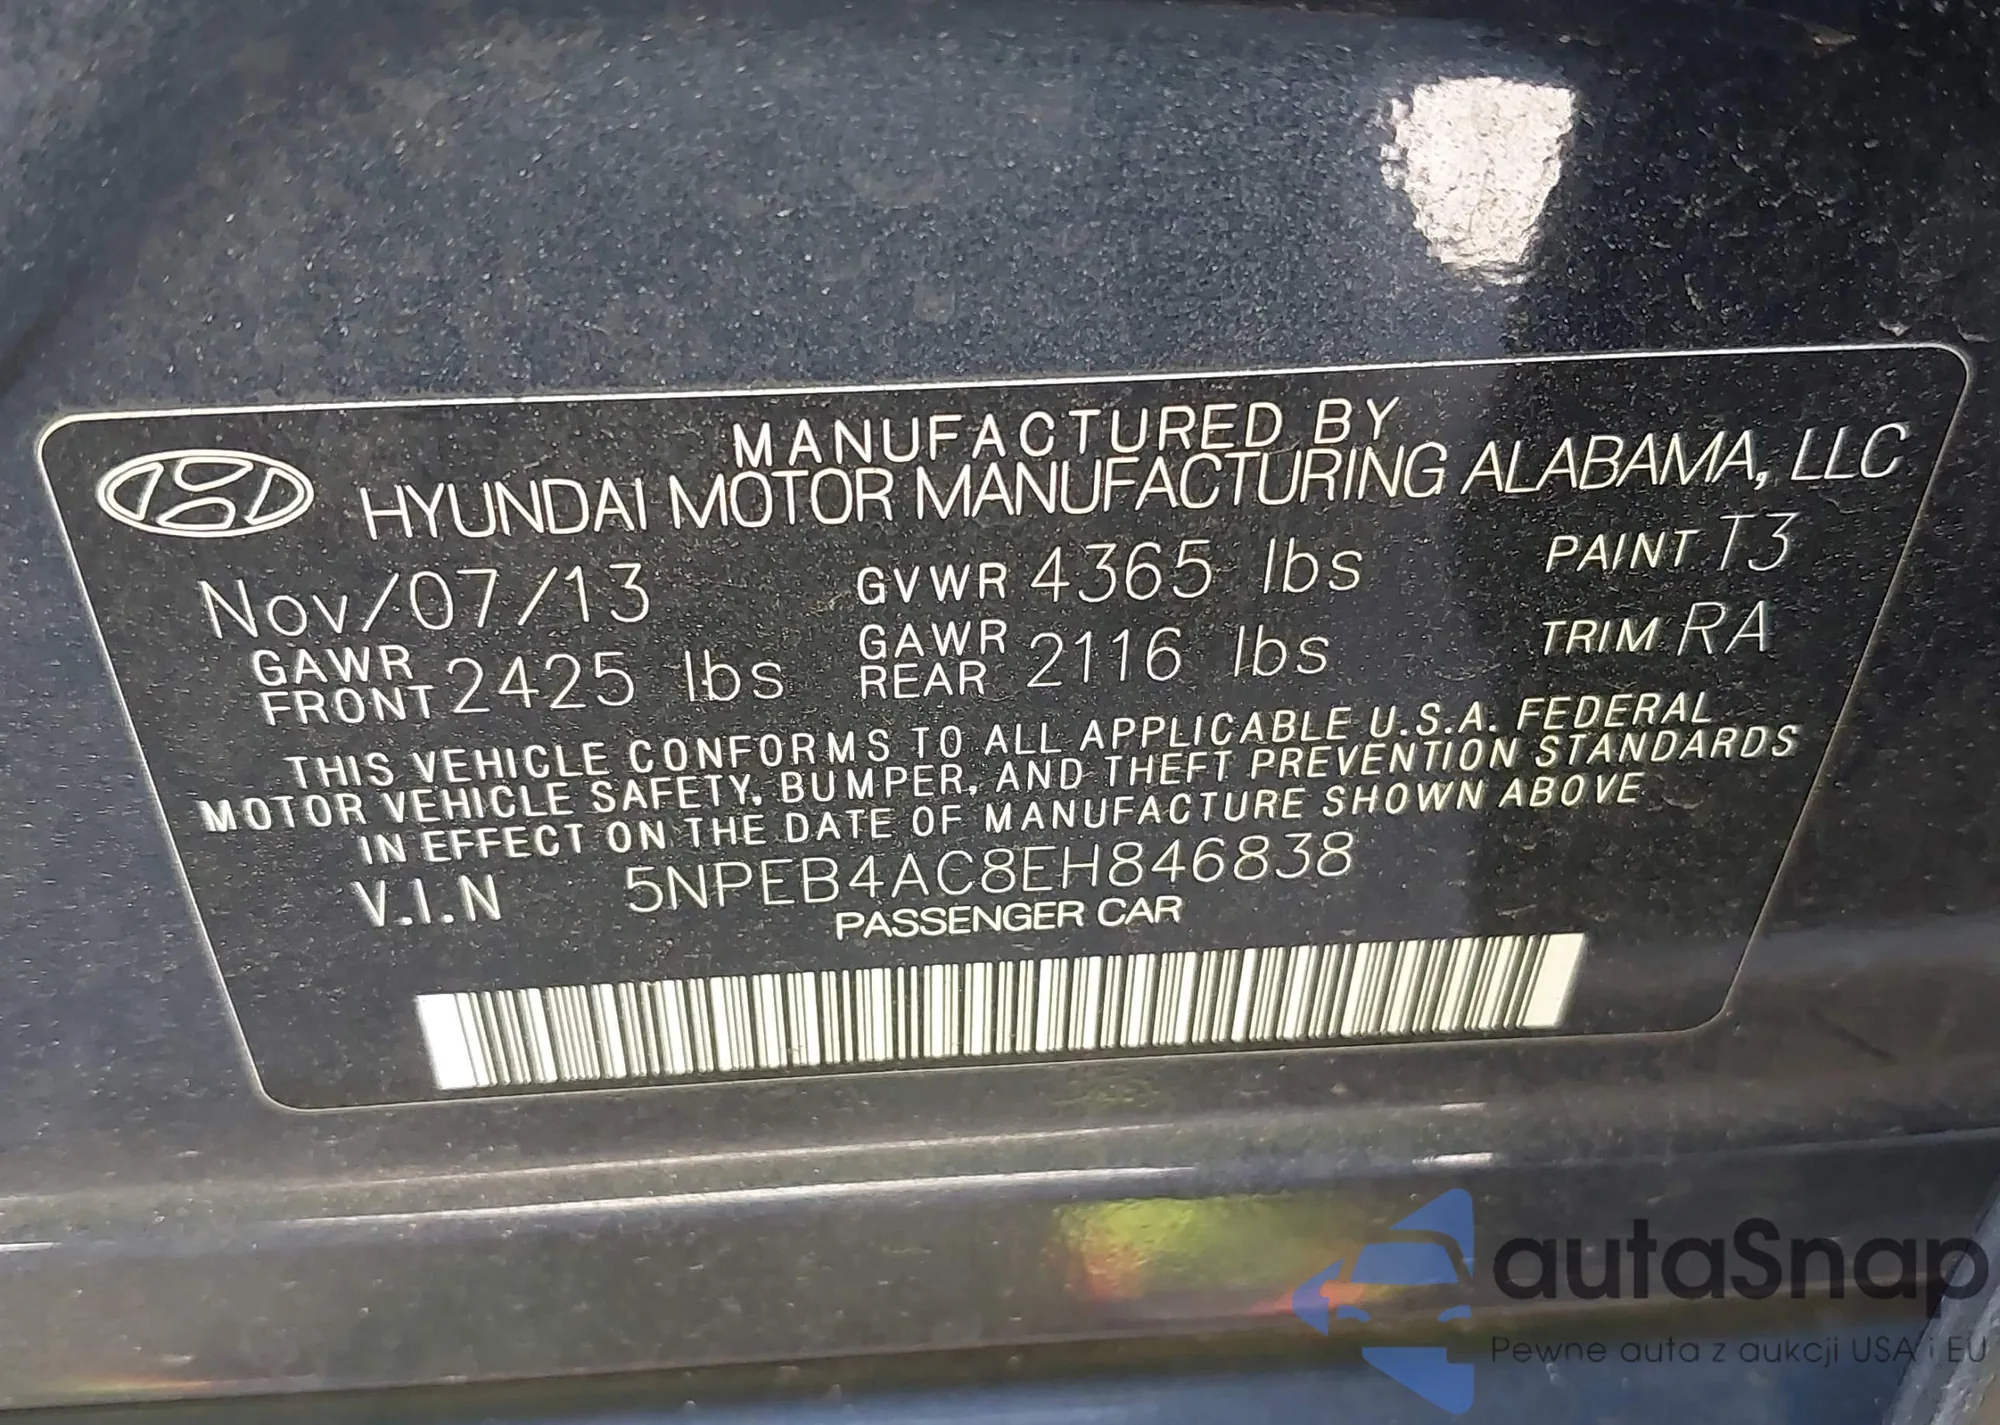 MANUFACTURED BY
HYUNDAI MOTOR MANUFACTURING ALABAMA, LLC
Nov/07/13 GVWR 4365 lbs PAINT T3
GAWR FRONT 2425 lbs GAWR REAR 2116 lbs TRIM RA
THIS VEHICLE CONFORMS TO ALL APPLICABLE U.S.A. FEDERAL
MOTOR VEHICLE SAFETY, BUMPER, AND THEFT PREVENTION STANDARDS
IN EFFECT ON THE DATE OF MANUFACTURE SHOWN ABOVE
V.I.N 5NPEB4AC8EH846838
PASSENGER CAR
autaSnap
Pewne auta z aukcji USA i EU